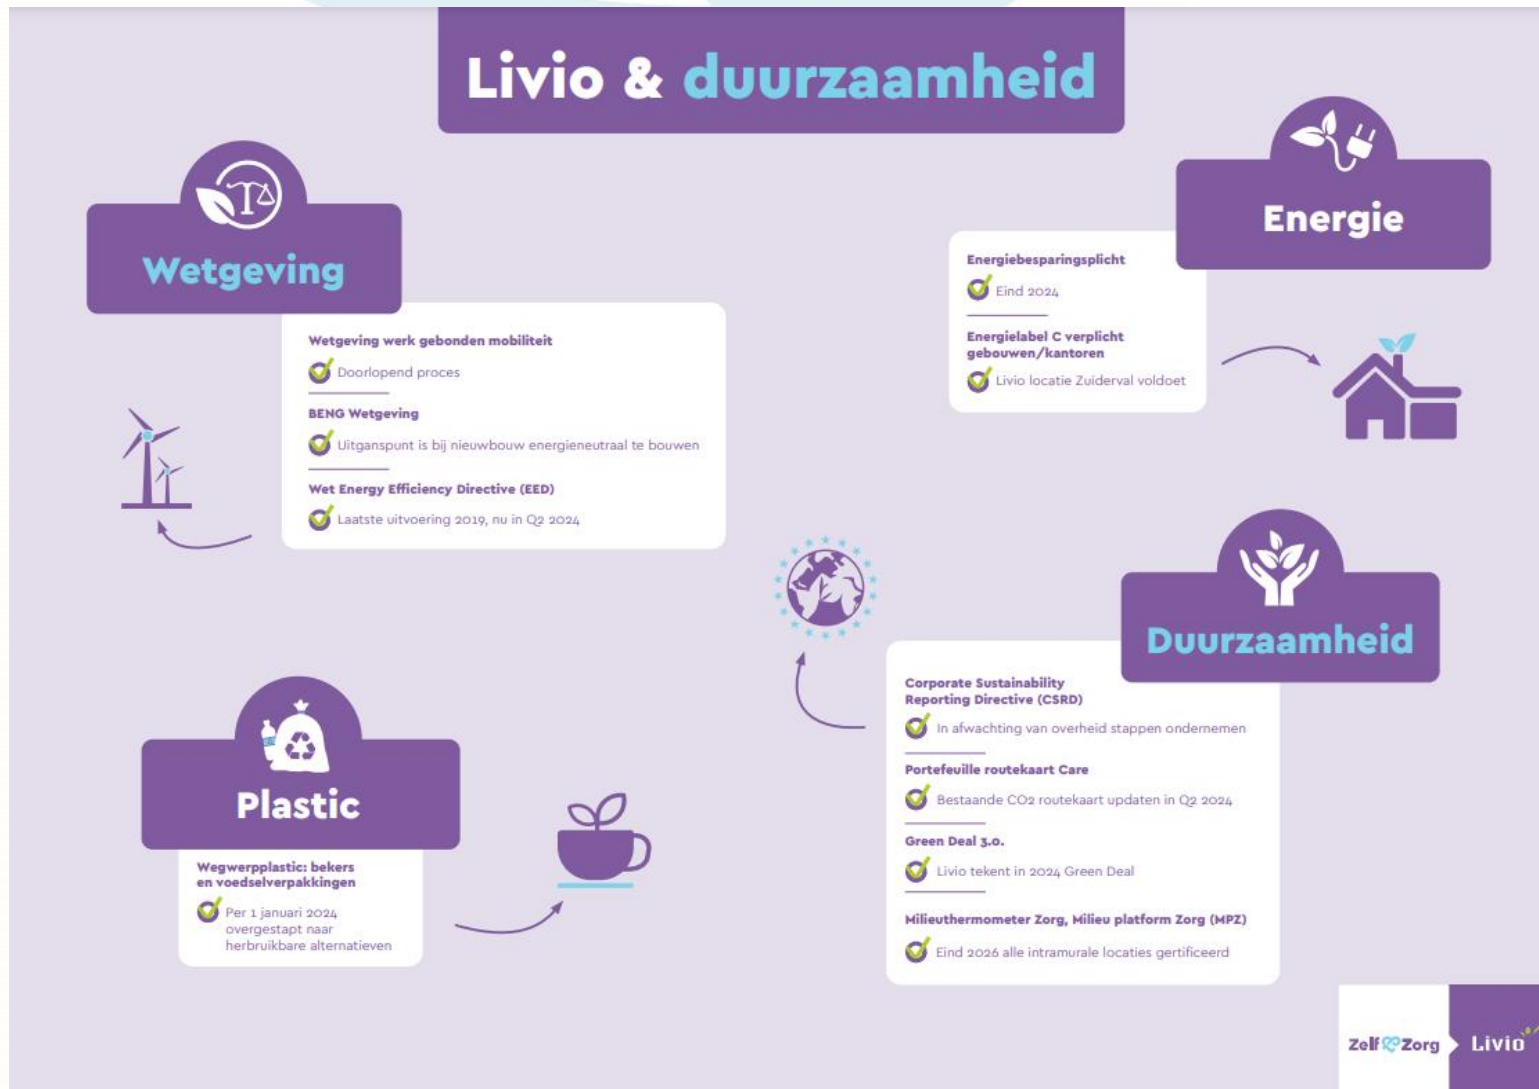 Livio & duurzaamheid
Wetgeving
Wetgeving werk gebonden mobiliteit
Doorlopend proces
BENG Wetgeving
Uitganspunt is bij nieuwbouw energieneutraal te bouwen
Wet Energy Efficiency Directive (EED)
Laatste uitvoering 2019, nu in Q2 2024
Energie
Energiebesparingsplicht
Eind 2024
Energielabel C verplicht
gebouwen/kantoren
Livio locatie Zuiderval voldoet
Duurzaamheid
Corporate Sustainability
Reporting Directive (CSRD)
In afwachting van overheid stappen ondernemen
Portefeuille routekaart Care
Bestaande CO2 routekaart updaten in Q2 2024
Green Deal 3.0.
Livio tekent in 2024 Green Deal
Milieuthermometer Zorg, Milieu platform Zorg (MPZ)
Eind 2026 alle intramurale locaties gertificeerd
Plastic
Wegwerpplastic: bekers
en voedselverpakkingen
Per 1 januari 2024
overgestapt naar
herbruikbare alternatieven
Zelf Zorg
Livio